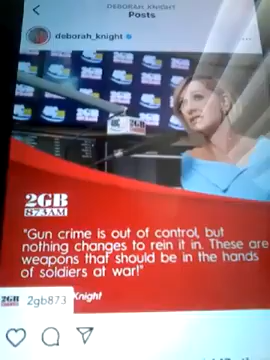 DEBORAH_KNIGHT
Posts
deborah_knight
2GB
2GB
873AM
"Gun crime is out of control, but
nothing changes to rein it in. These are
weapons that should be in the hands
of soldiers at war!"
Knight
2GB 2gb873